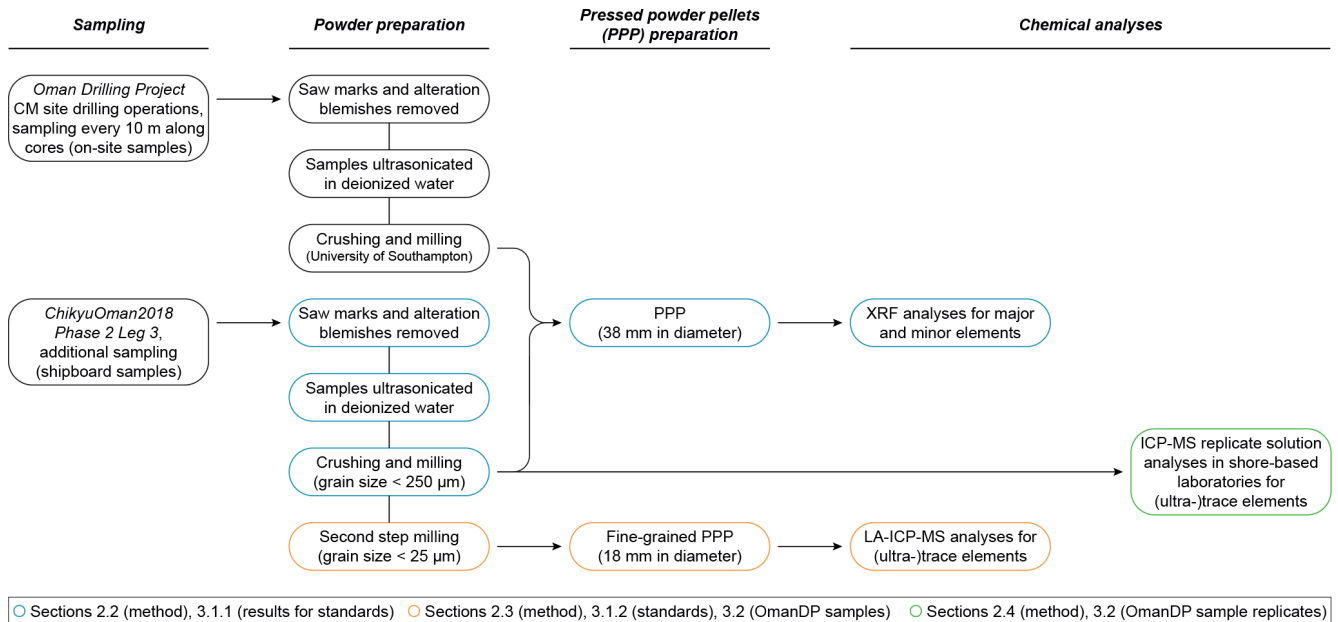 Sampling
Powder preparation
Pressed powder pellets
(PPP) preparation
Chemical analyses
Oman Drilling Project
CM site drilling operations,
sampling every 10 m along
cores (on-site samples)
Saw marks and alteration
blemishes removed
Samples ultrasonicated
in deionized water
Crushing and milling
(University of Southampton)
ChikyuOman2018
Phase 2 Leg 3,
additional sampling
(shipboard samples)
Saw marks and alteration
blemishes removed
PPP
(38 mm in diameter)
XRF analyses for major
and minor elements
Samples ultrasonicated
in deionized water
Crushing and milling
(grain size < 250 µm)
ICP-MS replicate solution
analyses in shore-based
laboratories for
(ultra-)trace elements
Second step milling
(grain size < 25 µm)
Fine-grained PPP
(18 mm in diameter)
LA-ICP-MS analyses for
(ultra-)trace elements
Sections 2.2 (method), 3.1.1 (results for standards) Sections 2.3 (method), 3.1.2 (standards), 3.2 (OmanDP samples) Sections 2.4 (method), 3.2 (OmanDP sample replicates)